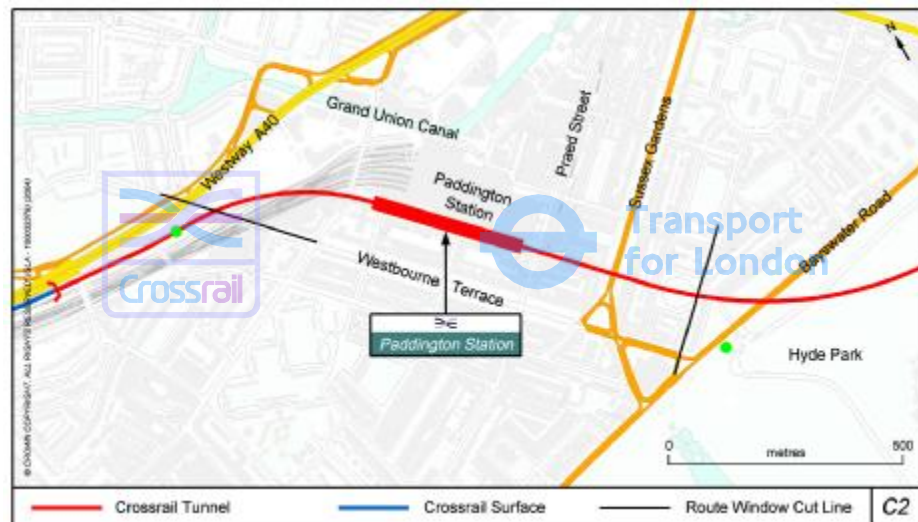 N
Westway A40
Grand Union Canal
Praed Street
Sussex Gardens
Paddington
Station
Transport
for London
Bayswater Road
Crossrail
Westbourne Terrace
Paddington Station
Hyde Park
0 500
metres
Crossrail Tunnel
Crossrail Surface
Route Window Cut Line
C2